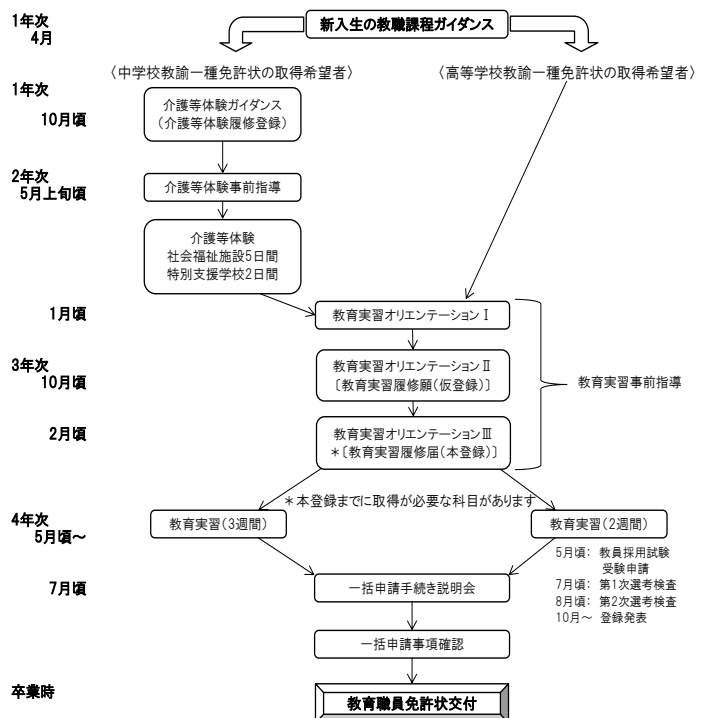 1年次
4月
新入生の教職課程ガイダンス
〈中学校教諭一種免許状の取得希望者〉
〈高等学校教諭一種免許状の取得希望者〉
1年次
10月頃
介護等体験ガイダンス
(介護等体験履修登録)
2年次
5月上旬頃
介護等体験事前指導
介護等体験
社会福祉施設5日間
特別支援学校2日間
1月頃
教育実習オリエンテーションⅠ
3年次
10月頃
教育実習オリエンテーションⅡ
〔教育実習履修願(仮登録)〕
教育実習事前指導
2月頃
教育実習オリエンテーションⅢ
*〔教育実習履修届(本登録)〕
*本登録までに取得が必要な科目があります
4年次
5月頃~
教育実習(3週間)
教育実習(2週間)
5月頃: 教員採用試験
受験申請
7月頃: 第1次選考検査
8月頃: 第2次選考検査
10月~ 登録発表
7月頃
一括申請手続き説明会
一括申請事項確認
卒業時
教育職員免許状交付